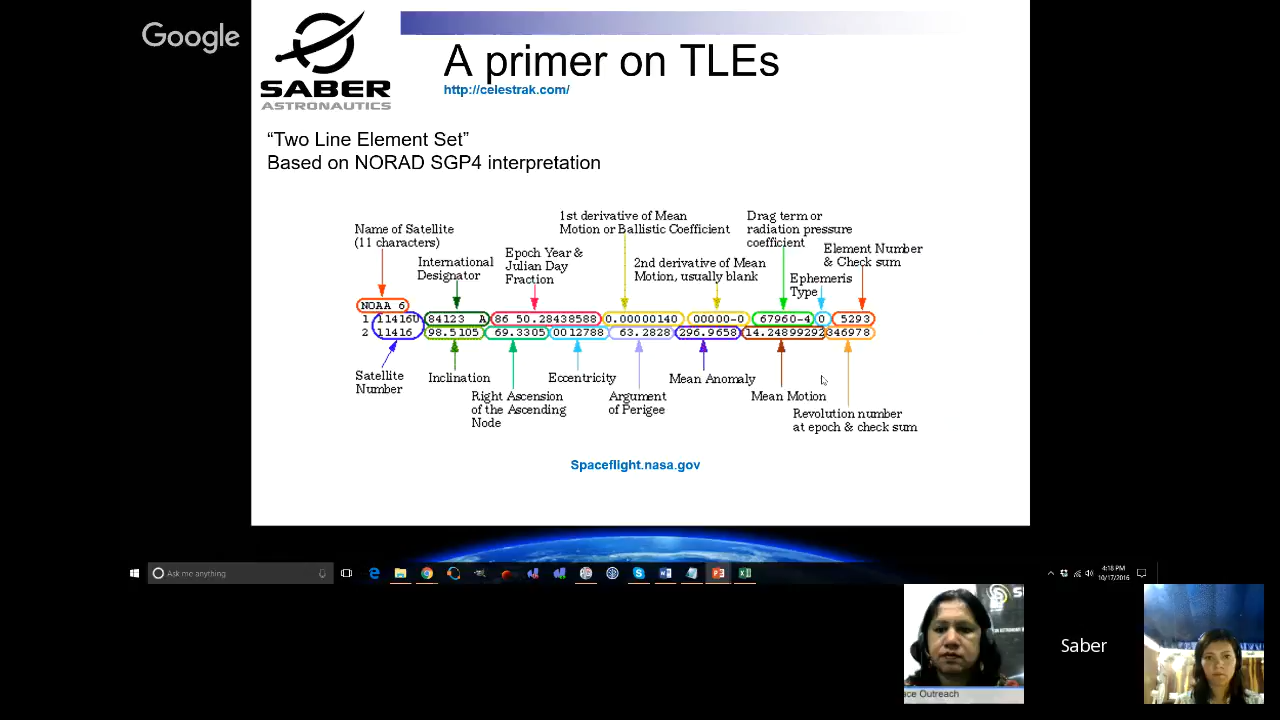 Google
SABER
ASTRONAUTICS
A primer on TLEs
http://celestrak.com/
“Two Line Element Set”
Based on NORAD SGP4 interpretation
Name of Satellite
(11 characters)
International
Designator
Epoch Year &
Julian Day
Fraction
1st derivative of Mean
Motion or Ballistic Coefficient
2nd derivative of Mean
Motion, usually blank
Drag term or
radiation pressure
coefficient
Ephemeris
Type
Element Number
& Check sum
NOAA 6
1 11416U 84123 A 86 50.28438588 0.00000140 00000-0 67960-4 0 5293
2 11416 98.5105 69.3305 0012788 63.2828 296.9658 14.24899292 346978
Satellite
Number
Inclination
Right Ascension
of the Ascending
Node
Eccentricity
Argument
of Perigee
Mean Anomaly
Mean Motion
Revolution number
at epoch & check sum
Spaceflight.nasa.gov
Ask me anything
4:18 PM
10/17/2016
ice Outreach
Saber